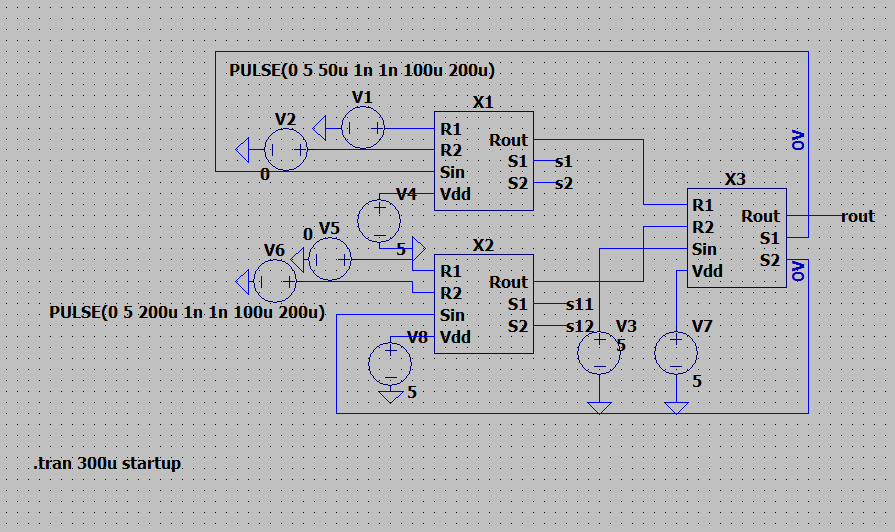 PULSE(0 5 50u 1n 1n 100u 200u)
V1
X1
V2
R1
Rout
R2
S1
s1
Sin
S2
s2
Vdd
0
0V
X3
V4
R1
Rout
rout
R2
S1
Sin
S2
Vdd
0V
0
V5
5
X2
V6
R1
Rout
R2
S1
s11
Sin
S2
s12
Vdd
PULSE(0 5 200u 1n 1n 100u 200u)
V8
5
V3
5
V7
5
.tran 300u startup